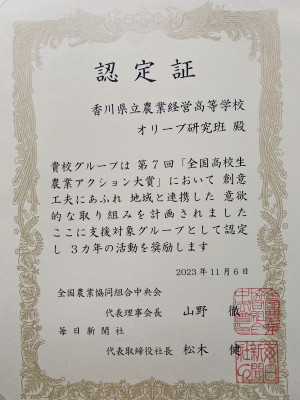 認定証
香川県立農業経営高等学校
オリーブ研究班 殿
貴校グループは 第7回 「全国高校生
農業アクション大賞」において 創意
工夫にあふれ 地域と連携した 意欲
的な取り組みを計画されました
ここに支援対象グループとして認定
し 3カ年の活動を奨励します
2023年11月6日
全国農業協同組合中央会
代表理事会長 山野 徹
毎日新聞社
代表取締役社長 松木 健